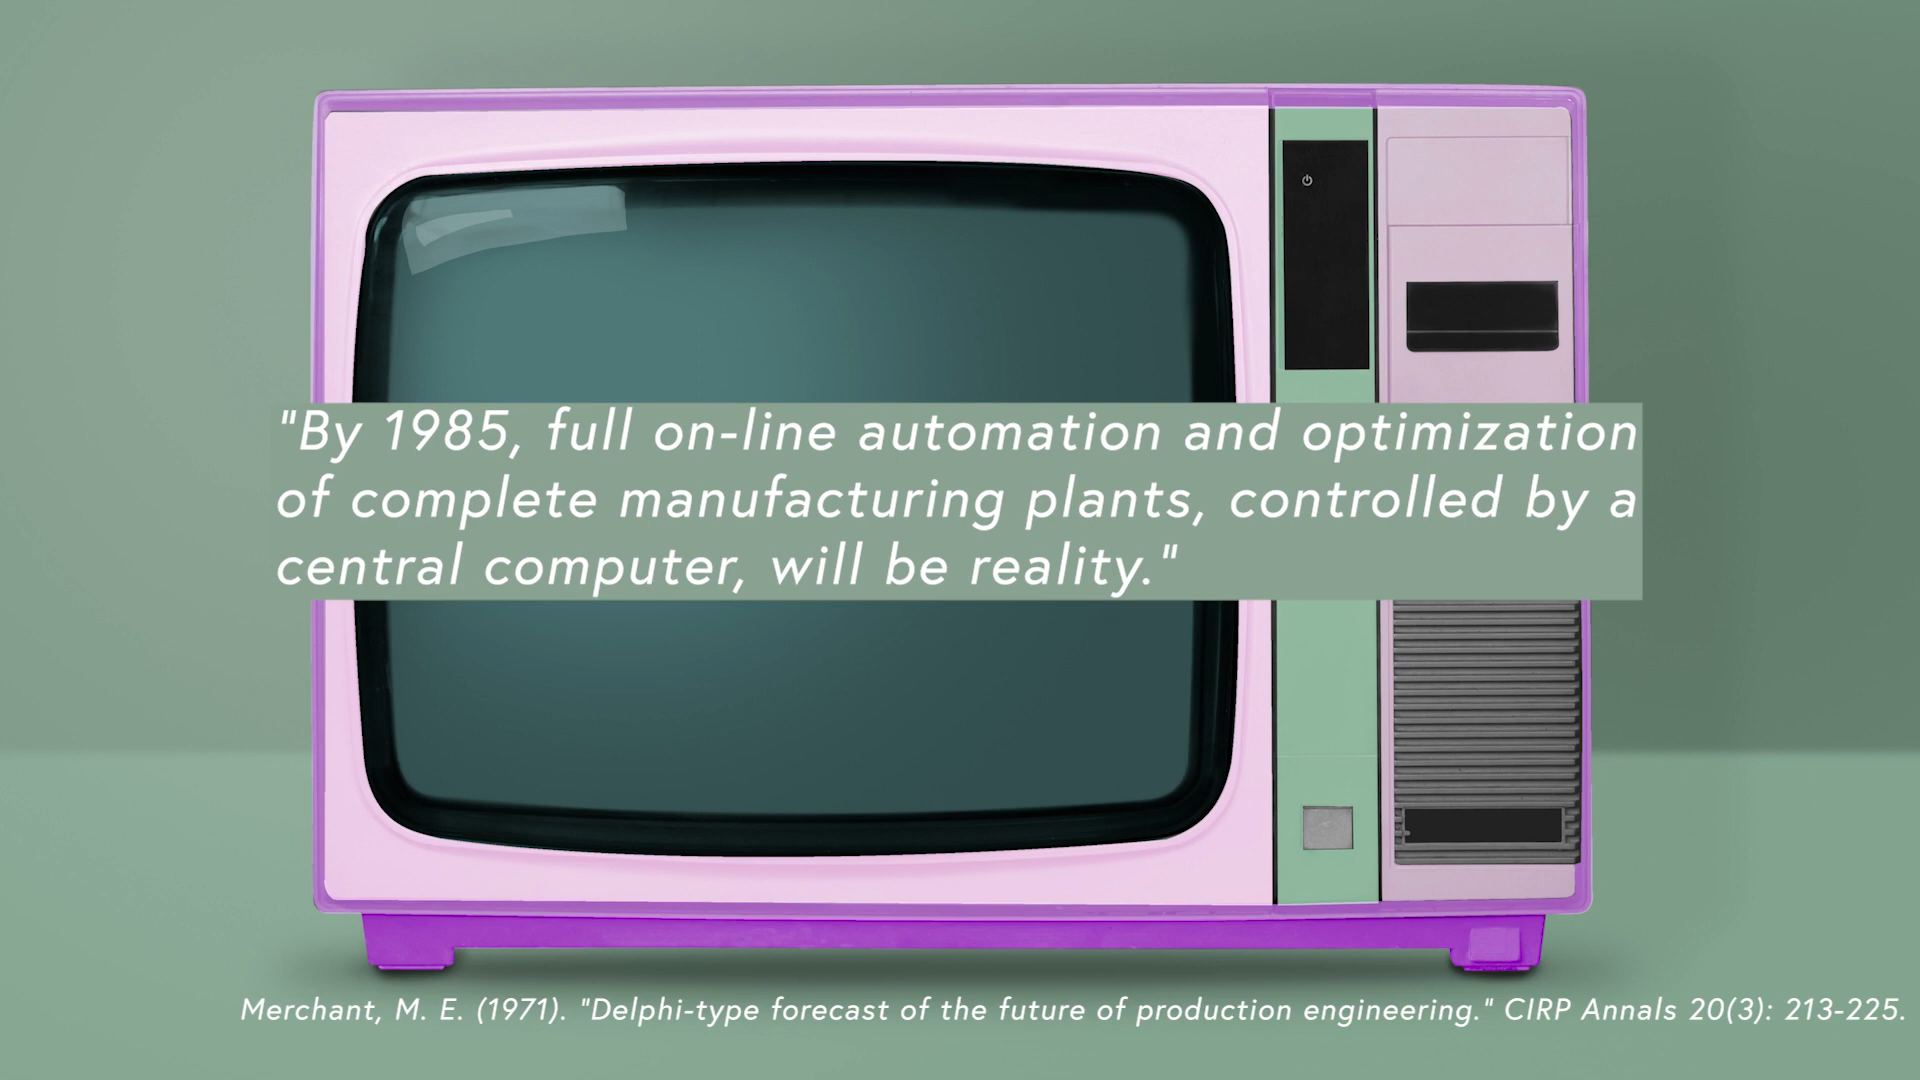 "By 1985, full on-line automation and optimization
of complete manufacturing plants, controlled by a
central computer, will be reality."
Merchant, M. E. (1971). "Delphi-type forecast of the future of production engineering." CIRP Annals 20(3): 213-225.